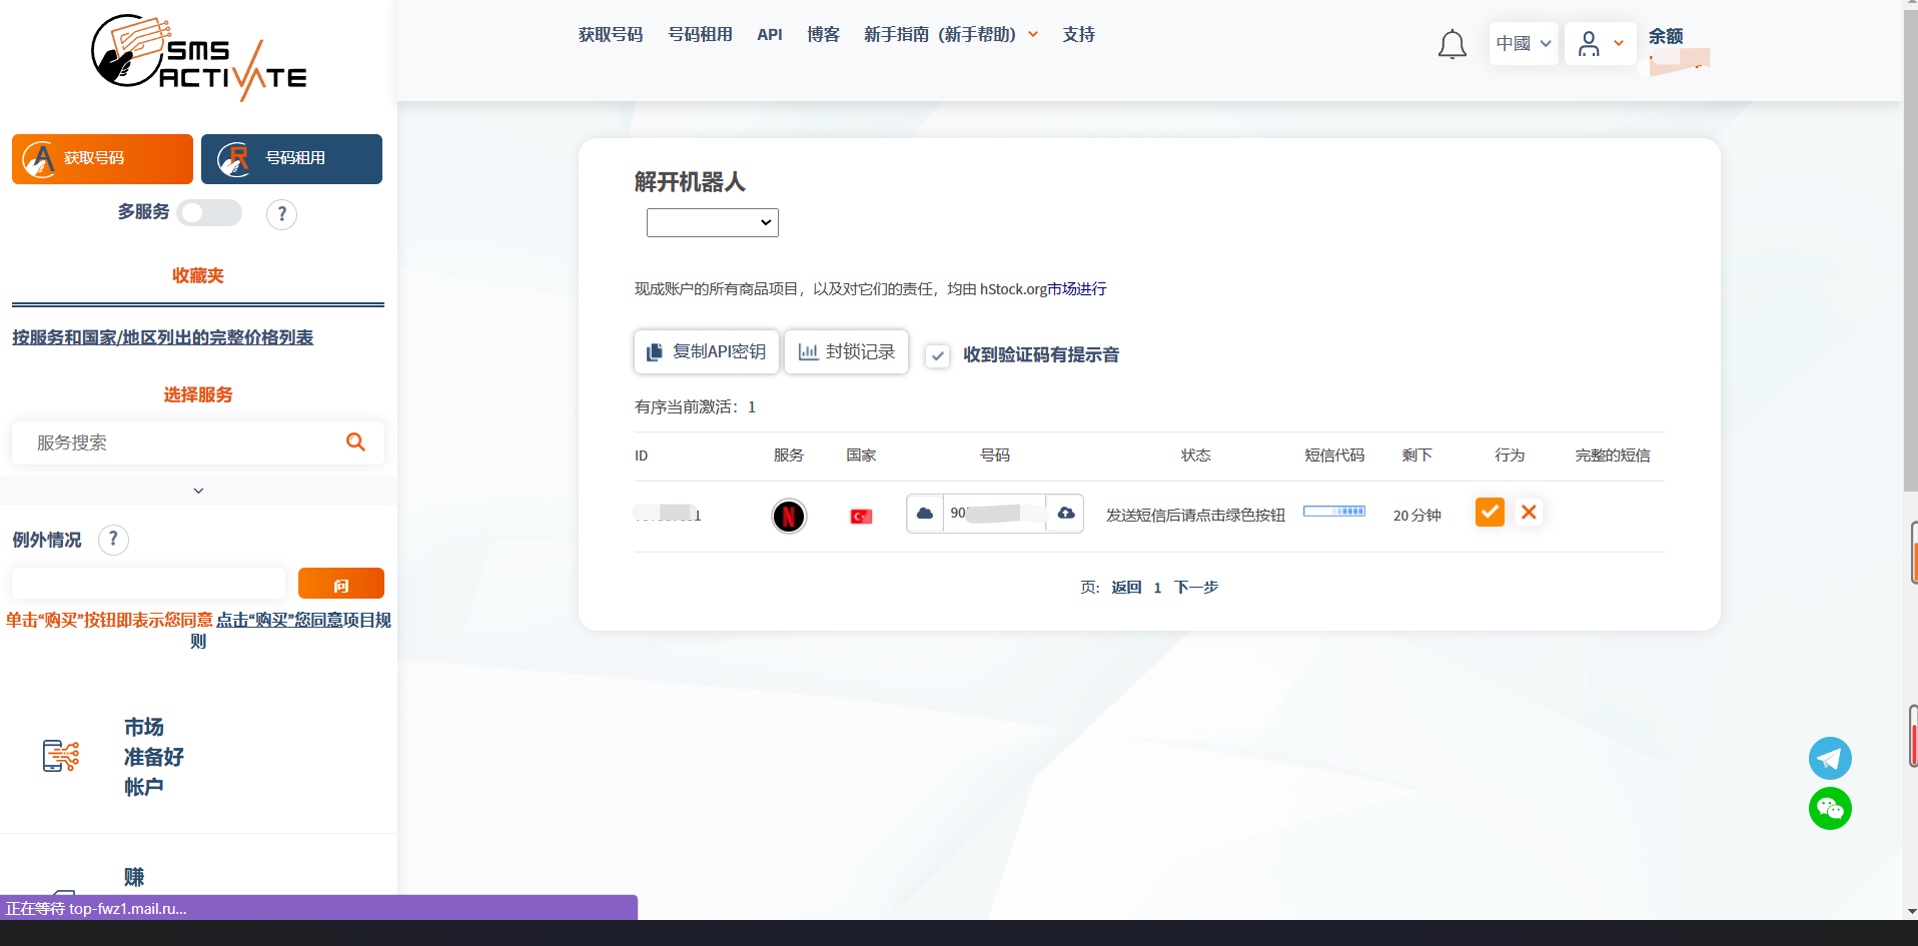 SMS
ACTIVATE
获取号码 号码租用 API 博客 新手指南（新手帮助） 支持
中國
余额
获取号码
号码租用
多服务
?
收藏夹
按服务和国家/地区列出的完整价格列表
选择服务
服务搜索
例外情况 ?
问
单击“购买”按钮即表示您同意 点击“购买”您同意项目规
则
市场
准备好
帐户
赚
正在等待 top-fwz1.mail.ru...
解开机器人
现成账户的所有商品项目，以及对它们的责任，均由 hStock.org市场进行
复制API密钥
封锁记录
收到验证码有提示音
有序当前激活：1
ID 服务 国家 号码 状态 短信代码 剩下 行为 完整的短信
N 90 发送短信后请点击绿色按钮 20 分钟
页: 返回 1 下一步